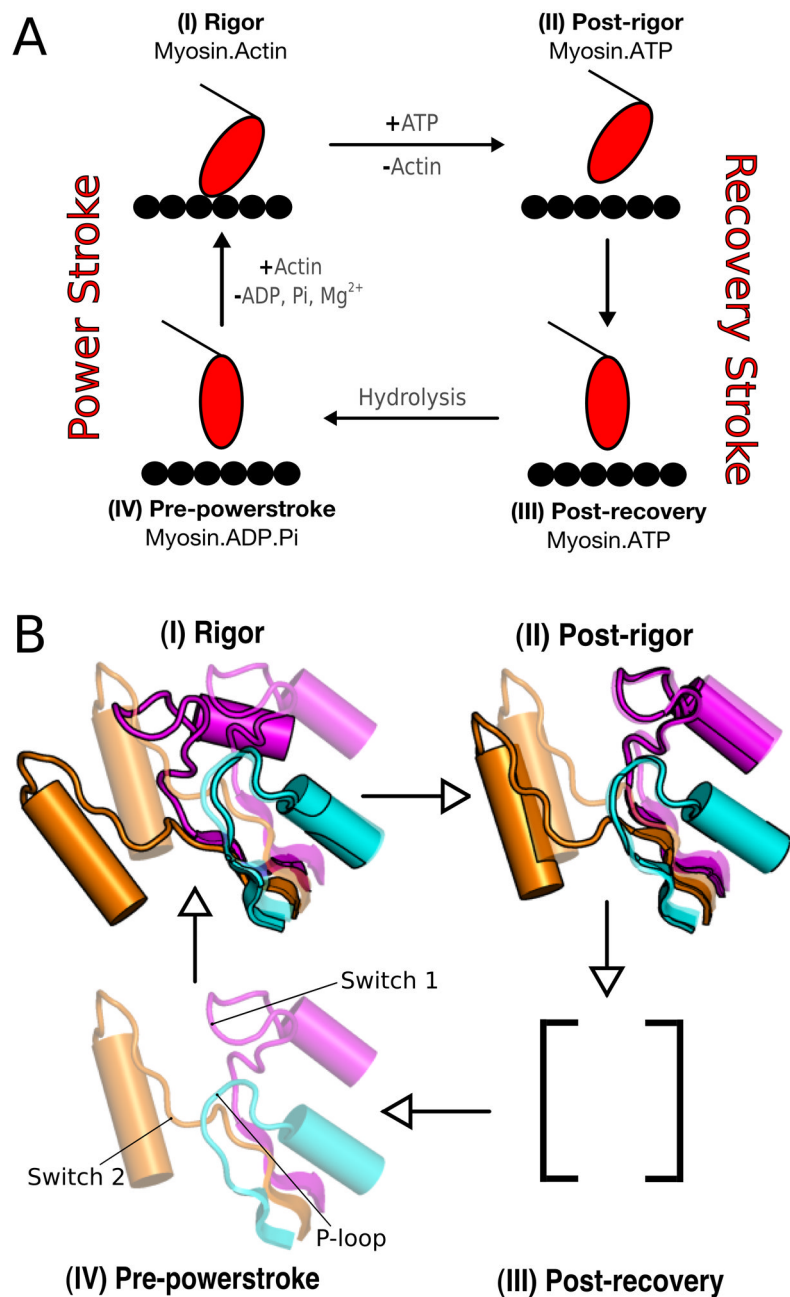 A
(I) Rigor
Myosin.Actin
(II) Post-rigor
Myosin.ATP
+ATP
-Actin
Power Stroke
Recovery Stroke
+Actin
-ADP, Pi, Mg²⁺
Hydrolysis
(IV) Pre-powerstroke
Myosin.ADP.Pi
(III) Post-recovery
Myosin.ATP
B
(I) Rigor
(II) Post-rigor
Switch 1
Switch 2
P-loop
(IV) Pre-powerstroke
(III) Post-recovery